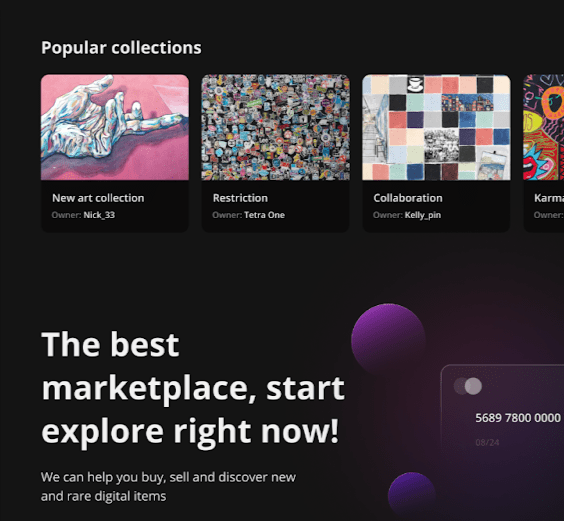 Popular collections
New art collection
Owner: Nick_33
Restriction
Owner: Tetra One
Collaboration
Owner: Kelly_pin
Karma
Owner:
The best
marketplace, start
explore right now!
We can help you buy, sell and discover new
and rare digital items
5689 7800 0000
08/24